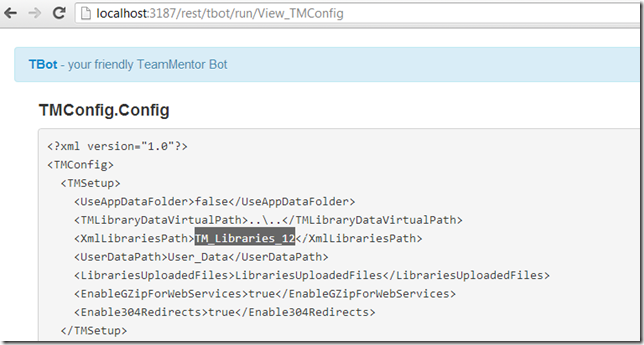 localhost:3187/rest/tbot/run/View_TMConfig
TBot - your friendly TeamMentor Bot
TMConfig.Config
<?xml version="1.0"?>
<TMConfig>
<TMSetup>
<UseAppDataFolder>false</UseAppDataFolder>
<TMLibraryDataVirtualPath>..\..</TMLibraryDataVirtualPath>
<XmlLibrariesPath>TM_Libraries_12</XmlLibrariesPath>
<UserDataPath>User_Data</UserDataPath>
<LibrariesUploadedFiles>LibrariesUploadedFiles</LibrariesUploadedFiles>
<EnableGZipForWebServices>true</EnableGZipForWebServices>
<Enable304Redirects>true</Enable304Redirects>
</TMSetup>